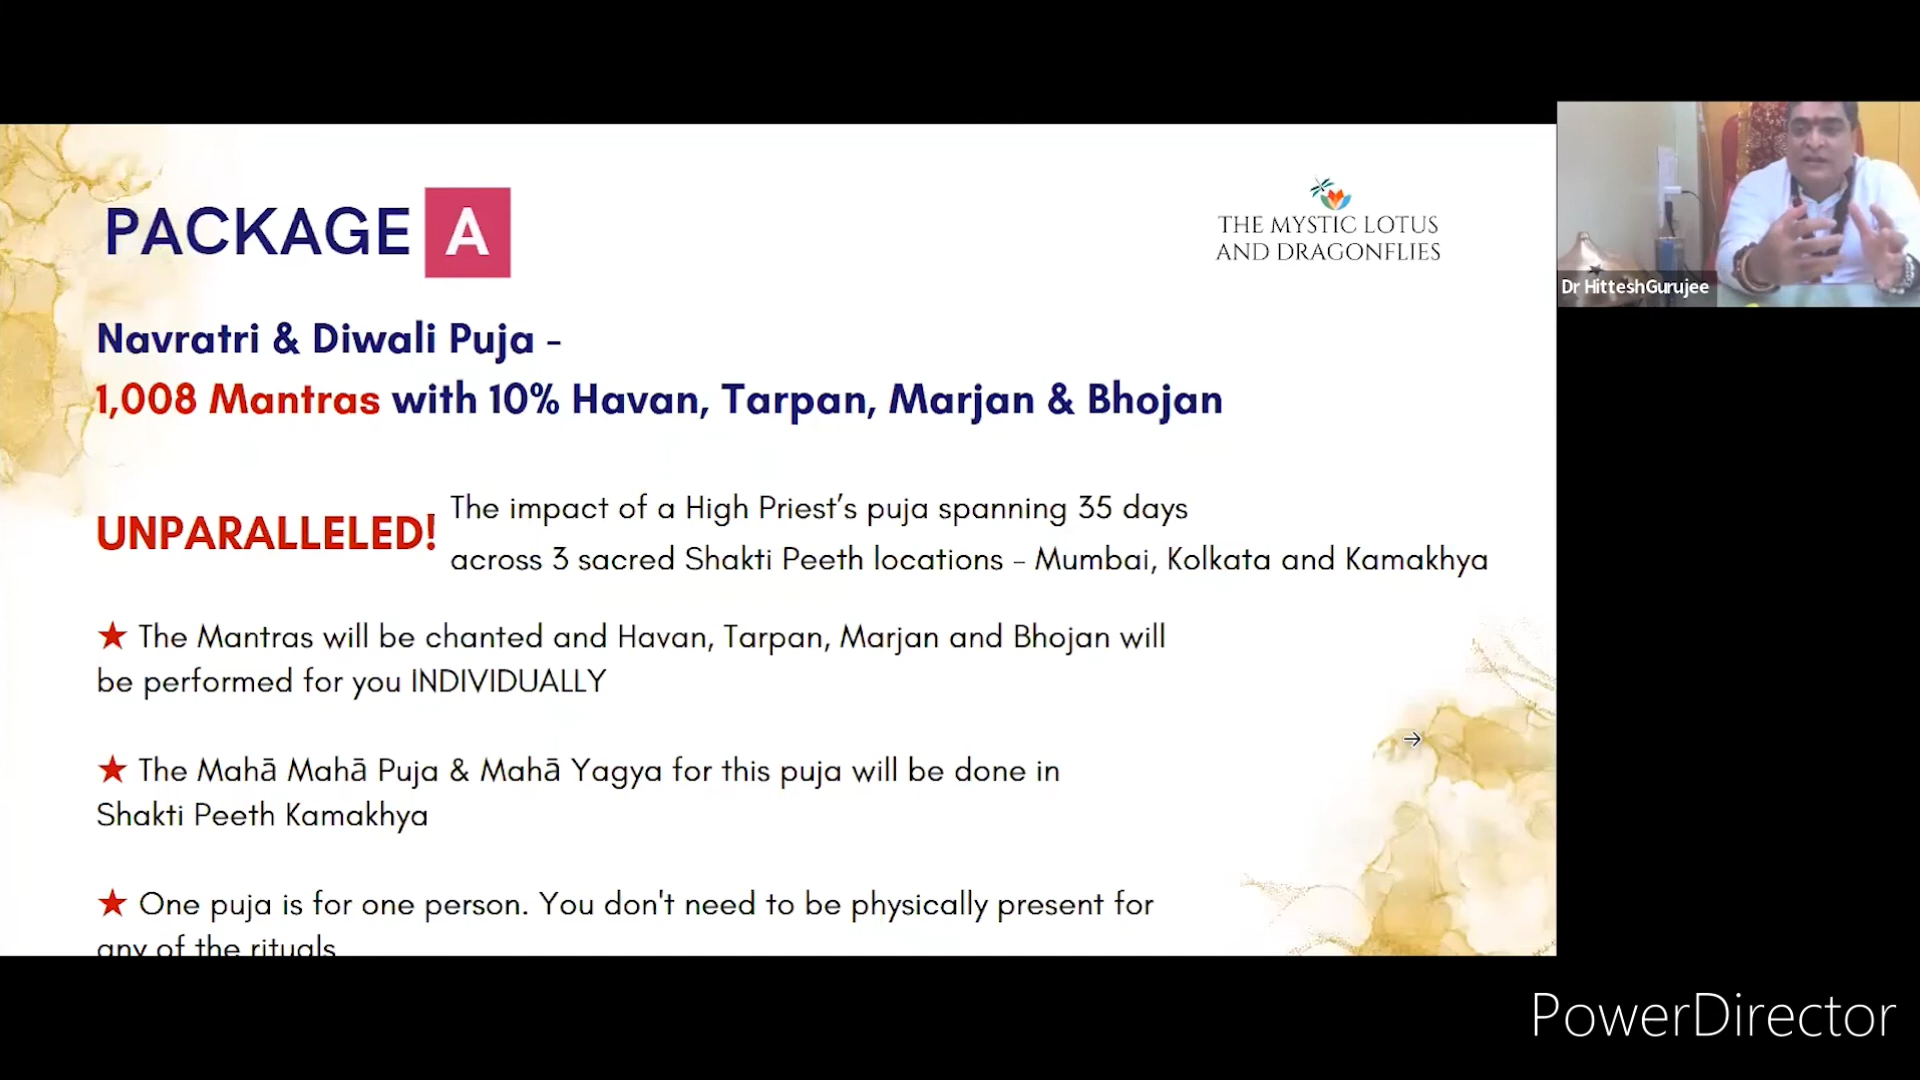 PACKAGE A
THE MYSTIC LOTUS
AND DRAGONFLIES
Navratri & Diwali Puja -
1,008 Mantras with 10% Havan, Tarpan, Marjan & Bhojan
UNPARALLELED!
The impact of a High Priest's puja spanning 35 days
across 3 sacred Shakti Peeth locations - Mumbai, Kolkata and Kamakhya
★ The Mantras will be chanted and Havan, Tarpan, Marjan and Bhojan will
be performed for you INDIVIDUALLY
★ The Mahā Mahā Puja & Mahā Yagya for this puja will be done in
Shakti Peeth Kamakhya
★ One puja is for one person. You don't need to be physically present for
any of the rituals
Dr HitteshGurujee
PowerDirector